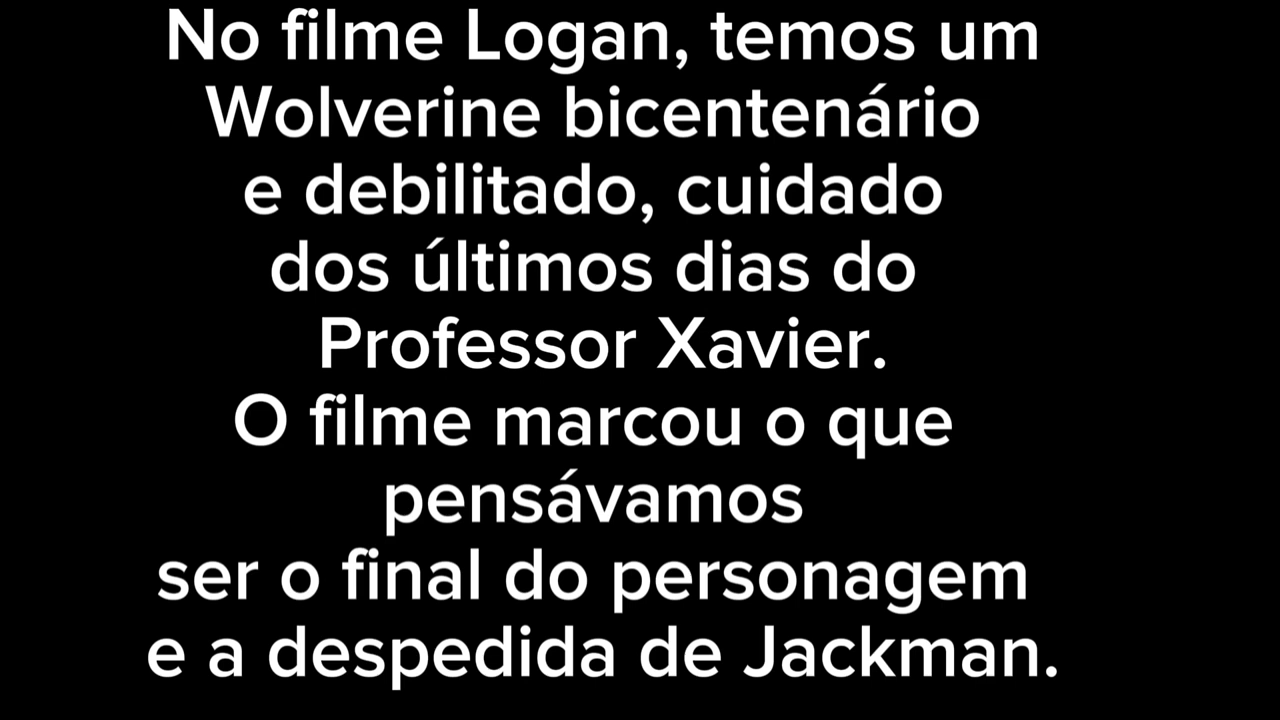 No filme Logan, temos um
Wolverine bicentenário
e debilitado, cuidado
dos últimos dias do
Professor Xavier.
O filme marcou o que
pensávamos
ser o final do personagem
e a despedida de Jackman.